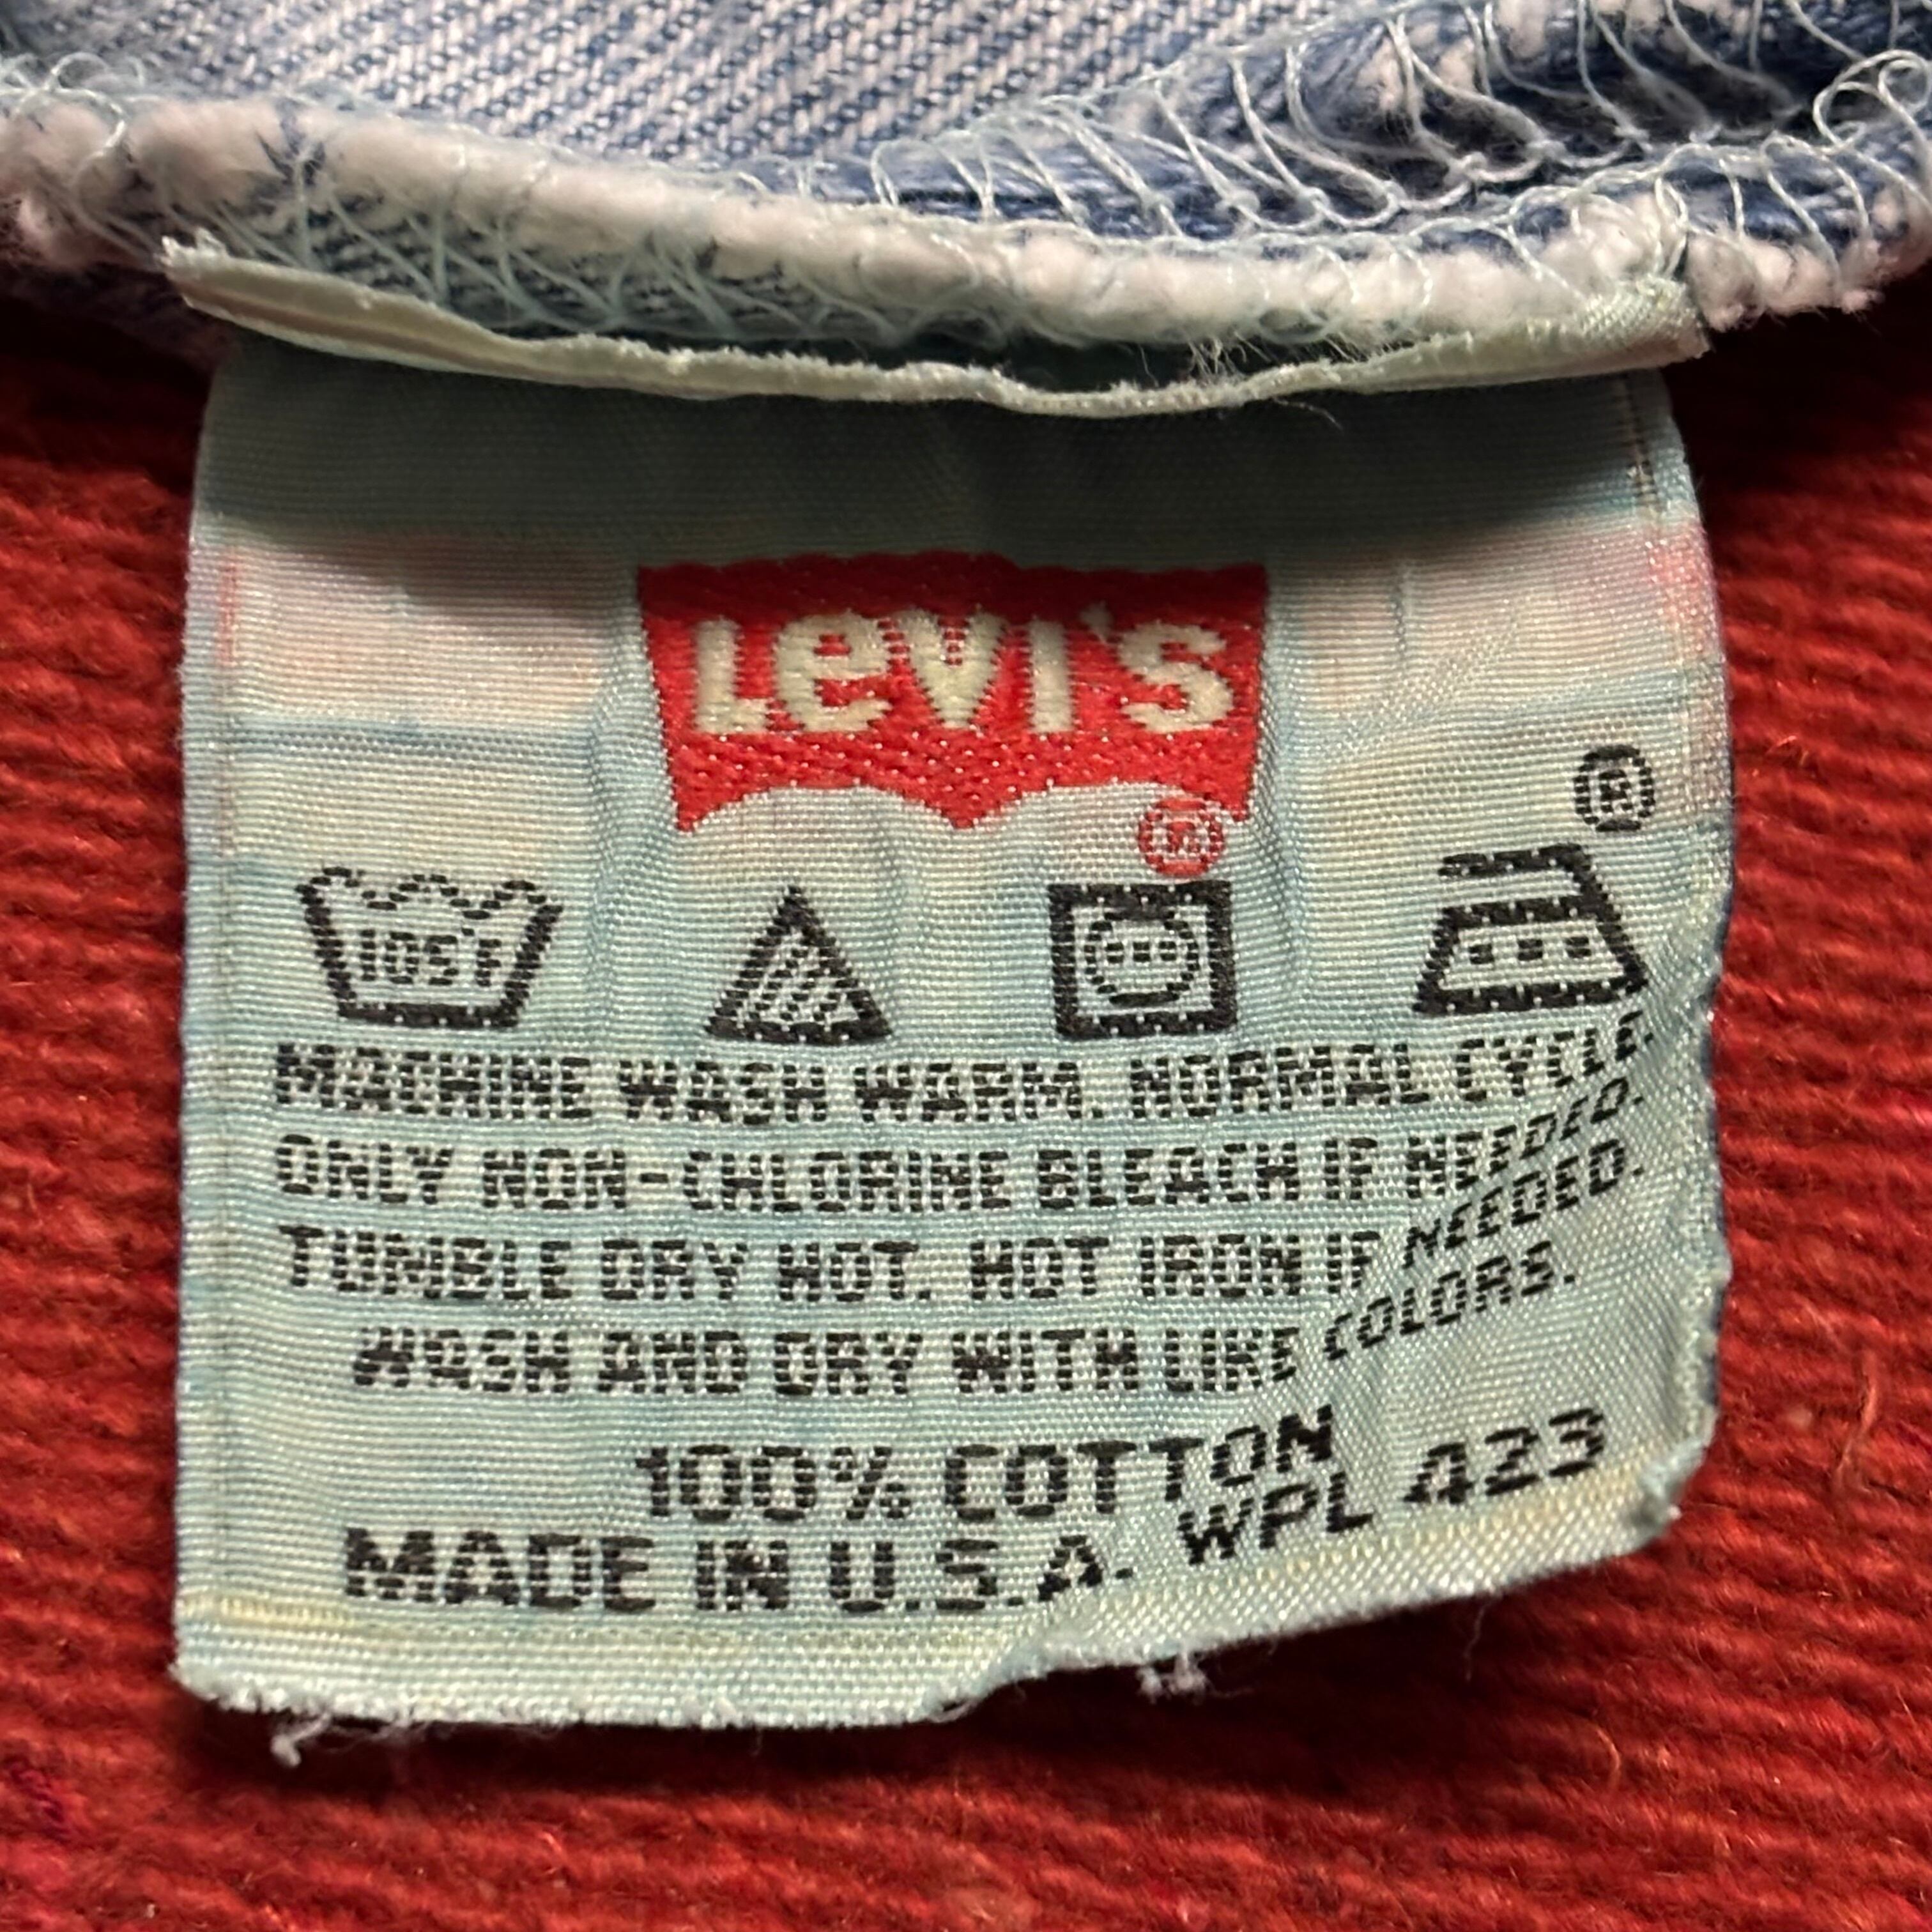 Levi's
®
®
105°F
MACHINE WASH WARM. NORMAL CYCLE.
ONLY NON-CHLORINE BLEACH IF NEEDED.
TUMBLE DRY HOT. HOT IRON IF NEEDED.
WASH AND DRY WITH LIKE COLORS.
100% COTTON
MADE IN U.S.A. WPL 423